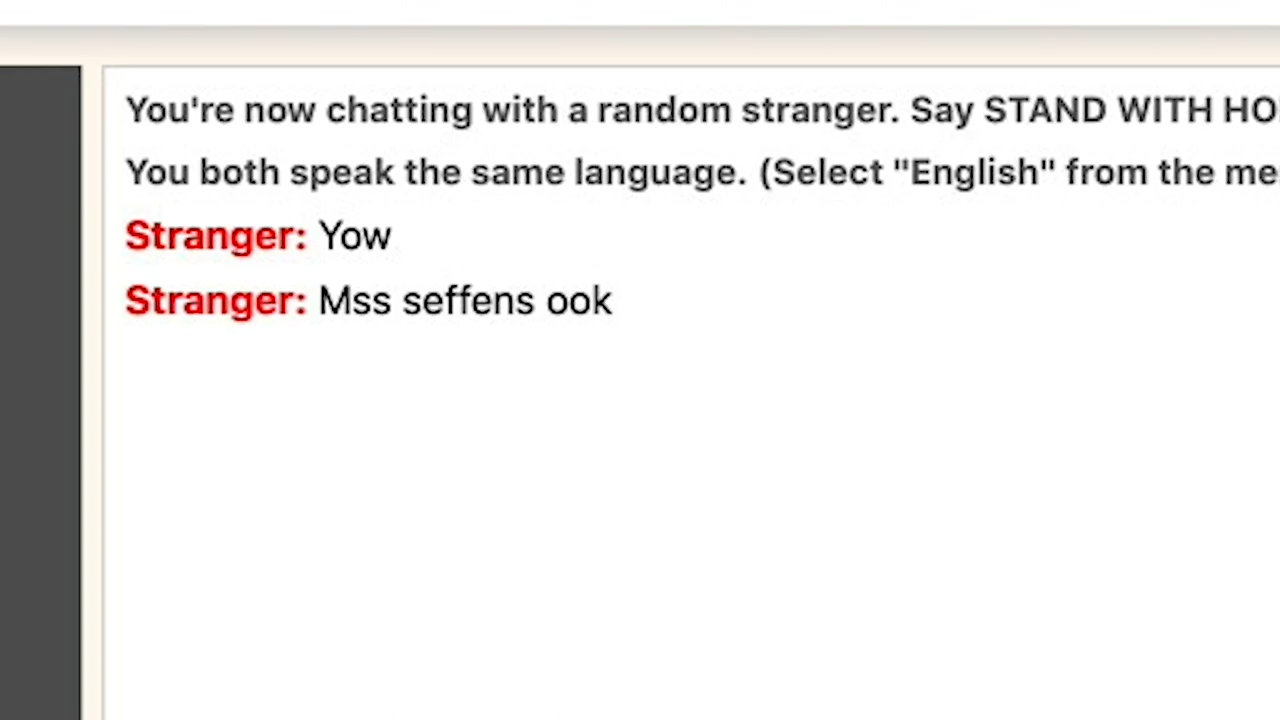 You're now chatting with a random stranger. Say STAND WITH HO
You both speak the same language. (Select "English" from the me
Stranger: Yow
Stranger: Mss seffens ook